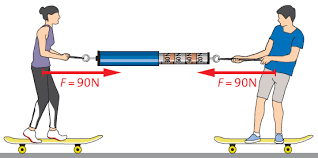 F = 90N
F = 90N